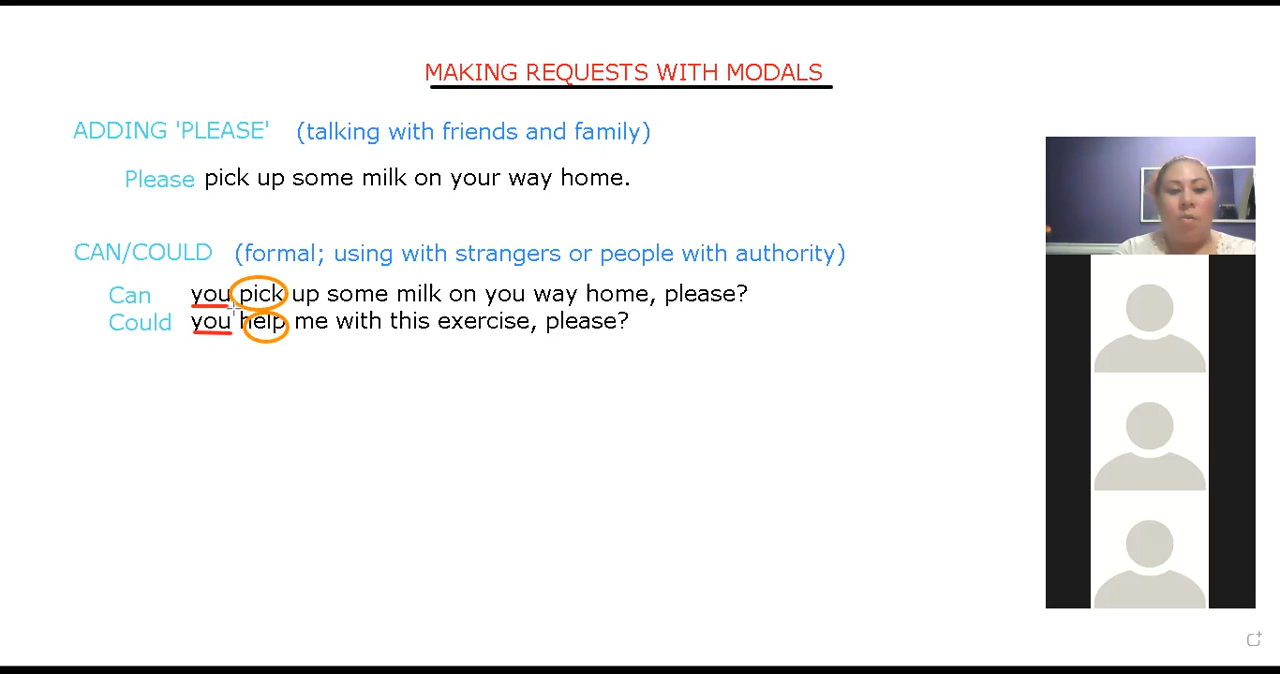 MAKING REQUESTS WITH MODALS
ADDING 'PLEASE' (talking with friends and family)
Please pick up some milk on your way home.
CAN/COULD (formal; using with strangers or people with authority)
Can you pick up some milk on you way home, please?
Could you help me with this exercise, please?